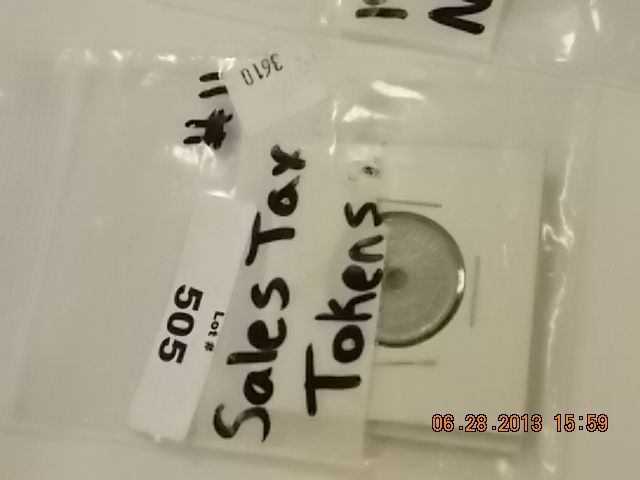 #11
3610
Sales Tax
Tokens
Lot #
505
06.28.2013 15:59